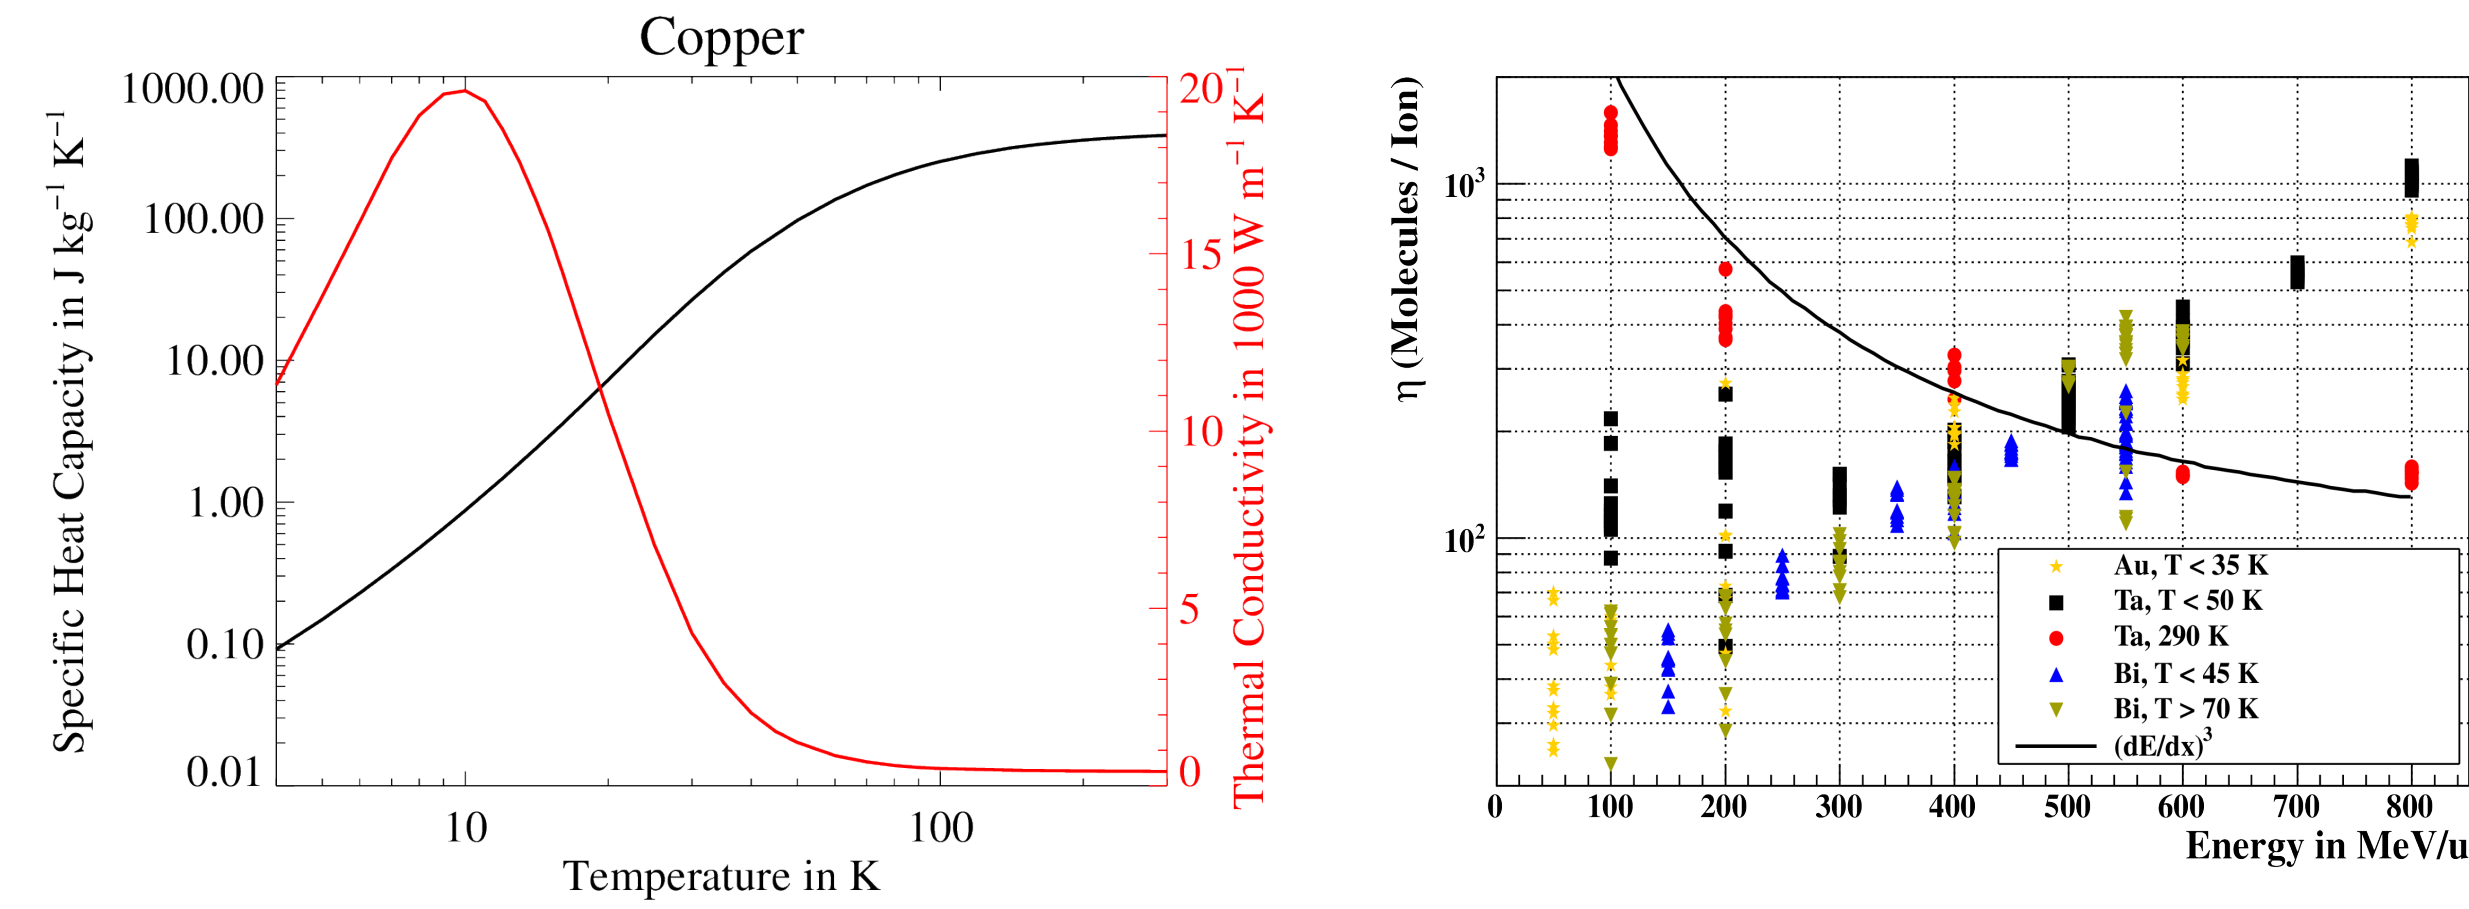 Copper
Specific Heat Capacity in J kg⁻¹ K⁻¹
1000.00
100.00
10.00
1.00
0.10
0.01
10
100
Temperature in K
20
15
10
5
0
Thermal Conductivity in 1000 W m⁻¹ K⁻¹
η (Molecules / Ion)
10³
10²
0 100 200 300 400 500 600 700 800
Energy in MeV/u
Au, T < 35 K
Ta, T < 50 K
Ta, 290 K
Bi, T < 45 K
Bi, T > 70 K
(dE/dx)³